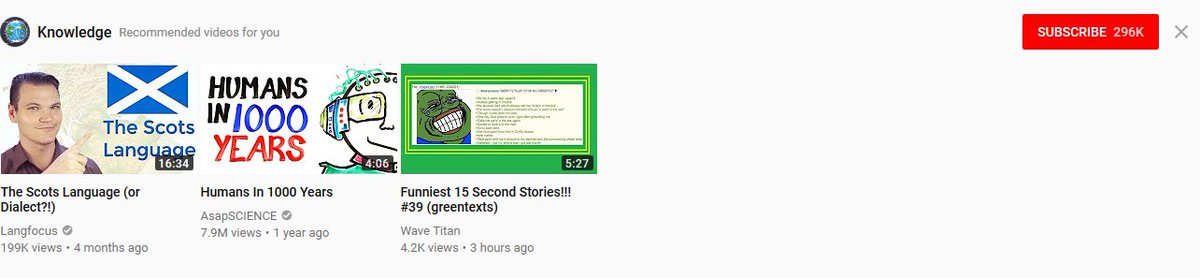 Knowledge Recommended videos for you
SUBSCRIBE 296K
The Scots
Language
16:34
HUMANS
IN 1000
YEARS
4:06
5:27
The Scots Language (or
Dialect?!)
Langfocus
199K views • 4 months ago
Humans In 1000 Years
AsapSCIENCE
7.9M views • 1 year ago
Funniest 15 Second Stories!!!
#39 (greentexts)
Wave Titan
4.2K views • 3 hours ago